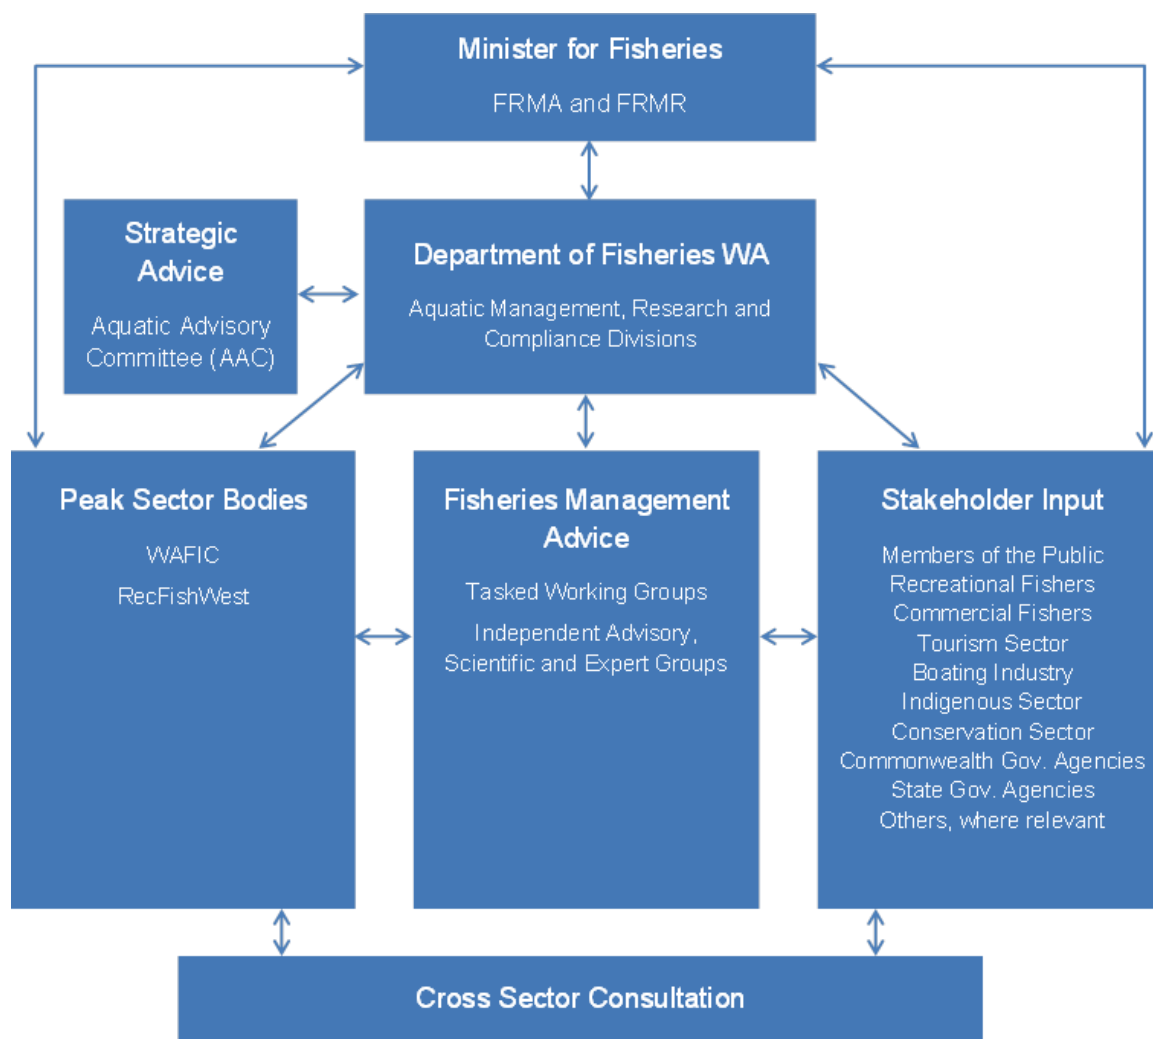 Minister for Fisheries
FRMA and FRMR
Strategic
Advice
Aquatic Advisory
Committee (AAC)
Department of Fisheries WA
Aquatic Management, Research and
Compliance Divisions
Peak Sector Bodies
WAFIC
RecFishWest
Fisheries Management
Advice
Tasked Working Groups
Independent Advisory,
Scientific and Expert Groups
Stakeholder Input
Members of the Public
Recreational Fishers
Commercial Fishers
Tourism Sector
Boating Industry
Indigenous Sector
Conservation Sector
Commonwealth Gov. Agencies
State Gov. Agencies
Others, where relevant
Cross Sector Consultation